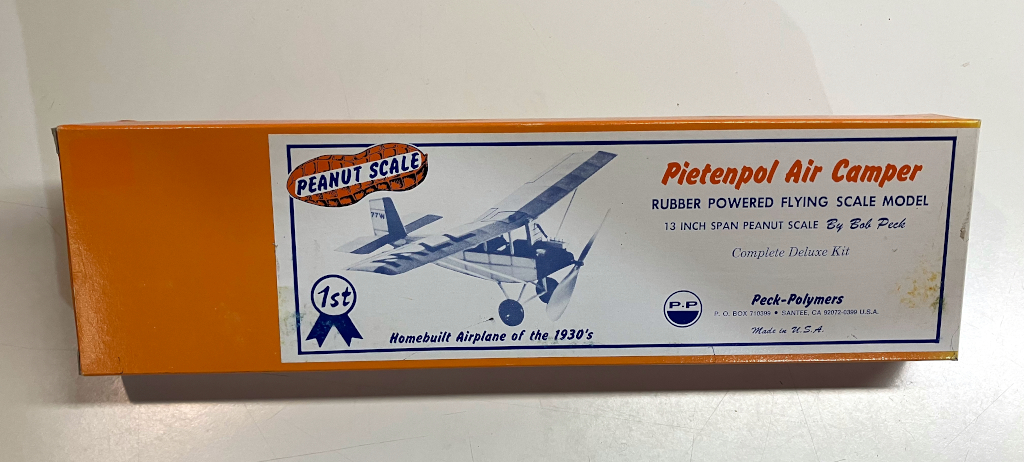 PEANUT SCALE
77W
1st
Homebuilt Airplane of the 1930's
Pietenpol Air Camper
RUBBER POWERED FLYING SCALE MODEL
13 INCH SPAN PEANUT SCALE By Bob Peck
Complete Deluxe Kit
P.P
Peck-Polymers
P. O. BOX 710399 • SANTEE, CA 92072-0399 U.S.A.
Made in U.S.A.